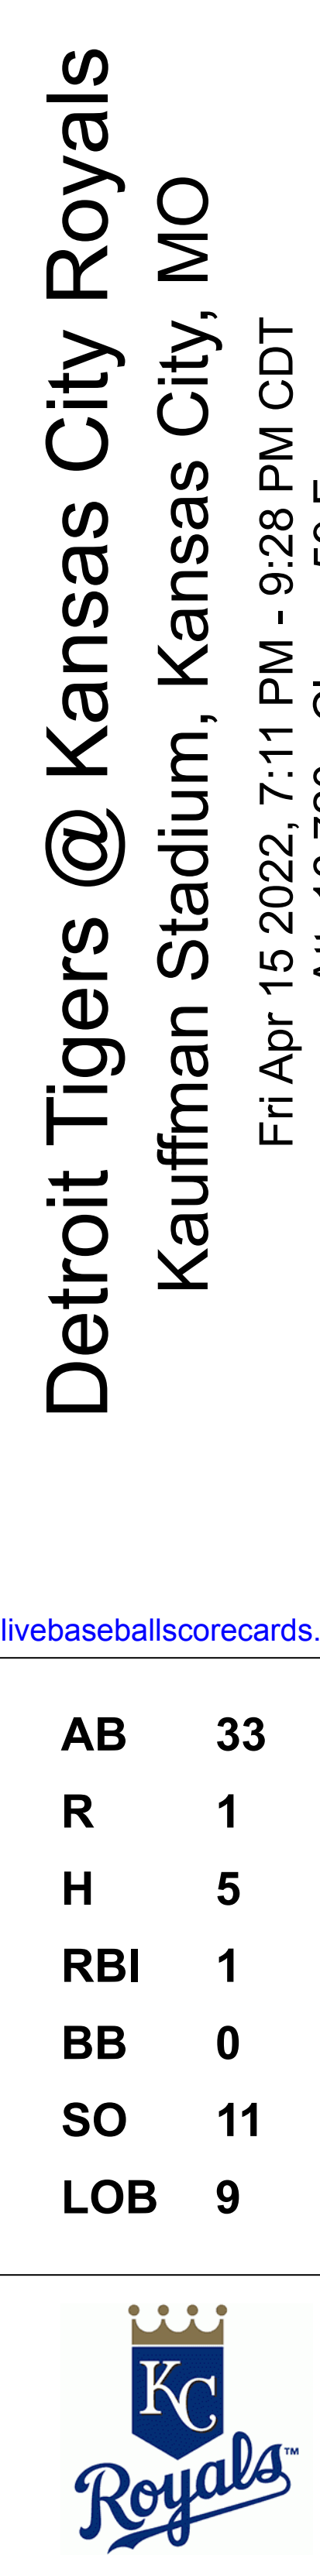 Detroit Tigers @ Kansas City Royals
Kauffman Stadium, Kansas City, MO
Fri Apr 15 2022, 7:11 PM - 9:28 PM CDT
livebaseballscorecards.
AB 33
R 1
H 5
RBI 1
BB 0
SO 11
LOB 9
KC
Royals™